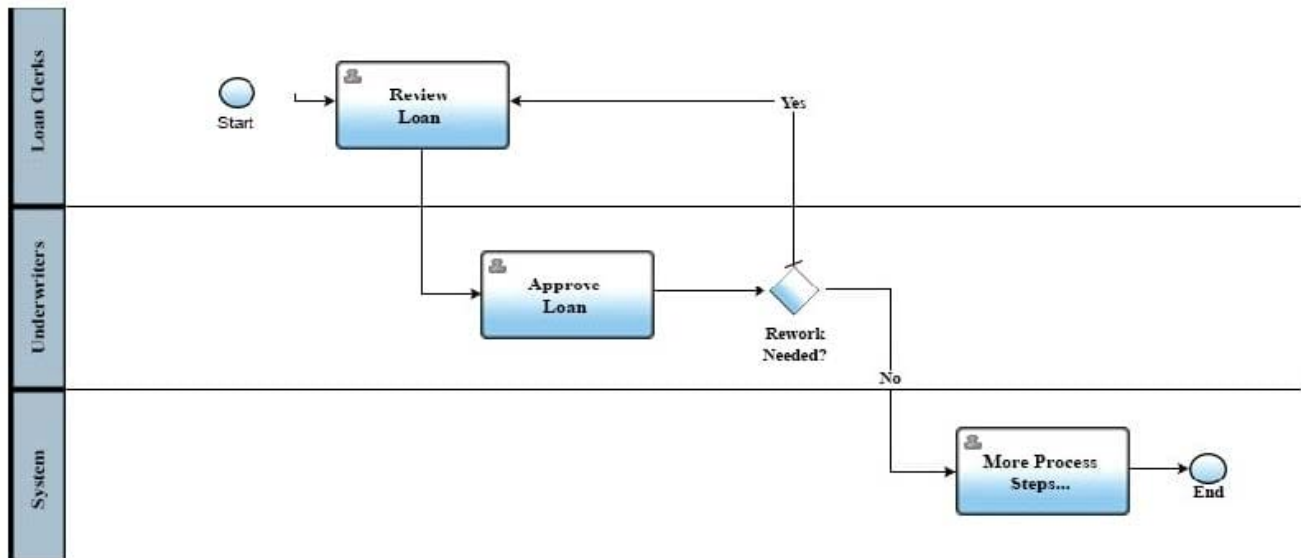 Loan Clerks
Start
Review
Loan
Yes
Underwriters
Approve
Loan
Rework
Needed?
No
System
More Process
Steps...
End